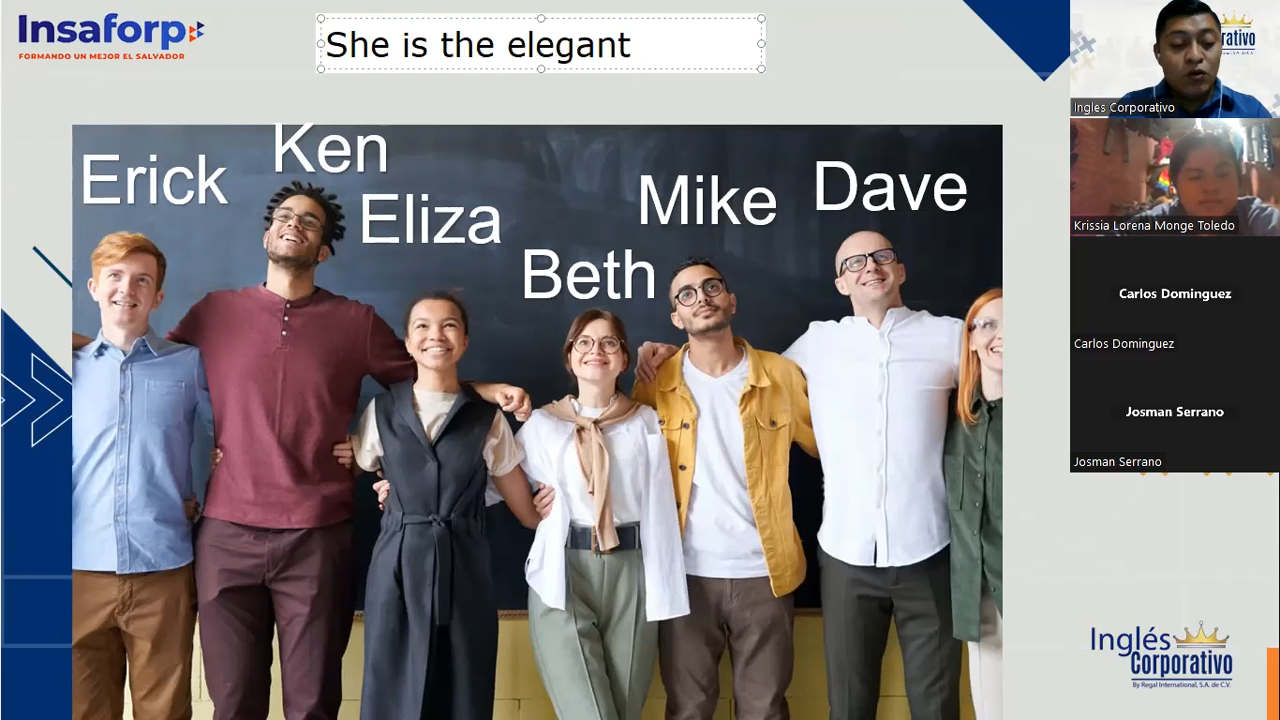 Insaforp
FORMANDO UN MEJOR EL SALVADOR
She is the elegant
Erick
Ken
Eliza
Beth
Mike
Dave
rativo
Ingles Corporativo
Krissia Lorena Monge Toledo
Carlos Dominguez
Carlos Dominguez
Josman Serrano
Josman Serrano
Inglés
Corporativo
By Regal International, S.A. de C.V.